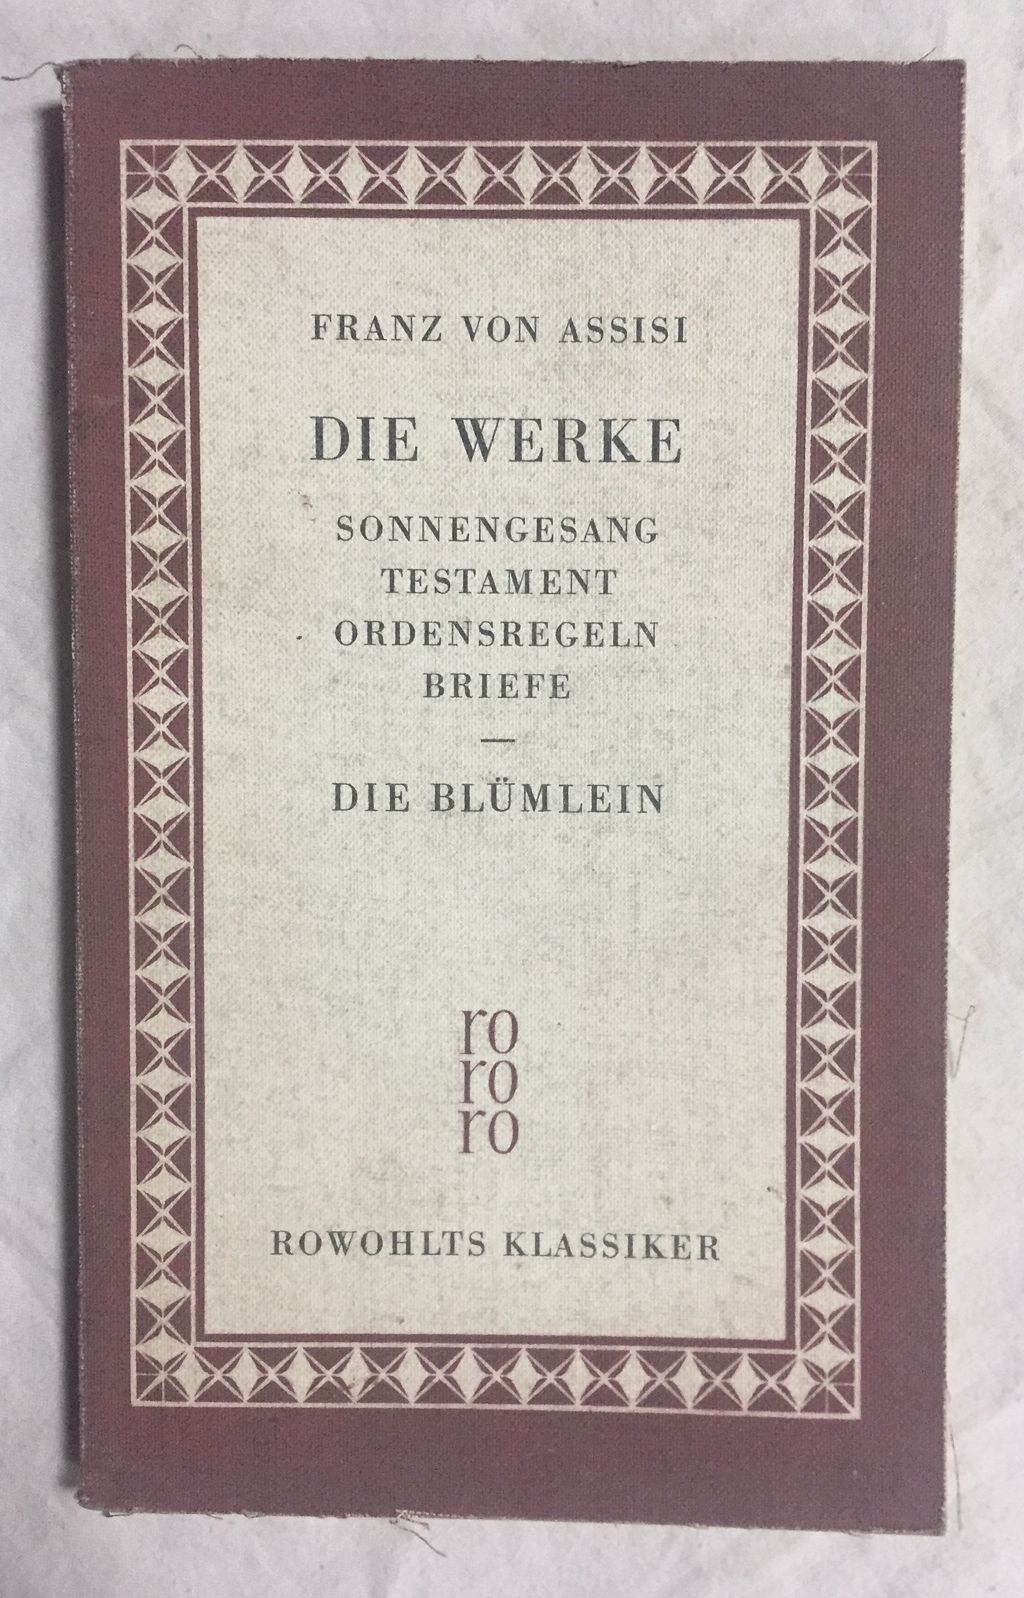 FRANZ VON ASSISI
DIE WERKE
SONNENGESANG
TESTAMENT
ORDENSREGELN
BRIEFE
—
DIE BLÜMLEIN
ro
ro
ro
ROWOHLTS KLASSIKER